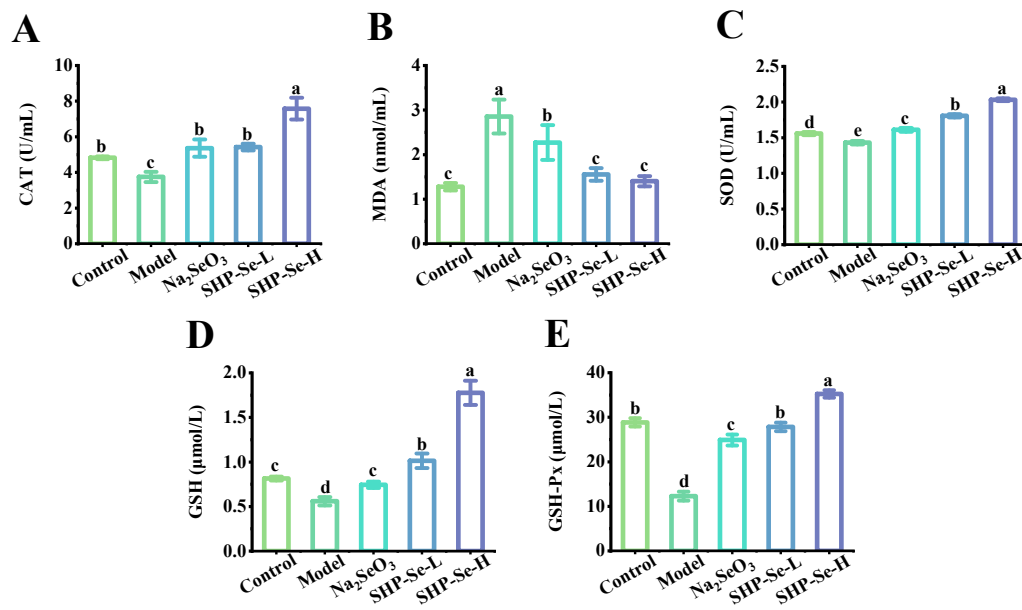 A
CAT (U/mL)
10
8
6
4
2
0
b
c
b
b
a
Control
Model
Na₂SeO₃
SHP-Se-L
SHP-Se-H
B
MDA (nmol/mL)
4
3
2
1
0
c
a
b
c
c
Control
Model
Na₂SeO₃
SHP-Se-L
SHP-Se-H
C
SOD (U/mL)
2.5
2.0
1.5
1.0
0.5
0.0
d
e
c
b
a
Control
Model
Na₂SeO₃
SHP-Se-L
SHP-Se-H
D
GSH (μmol/L)
2.0
1.5
1.0
0.5
0.0
c
d
c
b
a
Control
Model
Na₂SeO₃
SHP-Se-L
SHP-Se-H
E
GSH-Px (μmol/L)
40
30
20
10
0
b
d
c
b
a
Control
Model
Na₂SeO₃
SHP-Se-L
SHP-Se-H